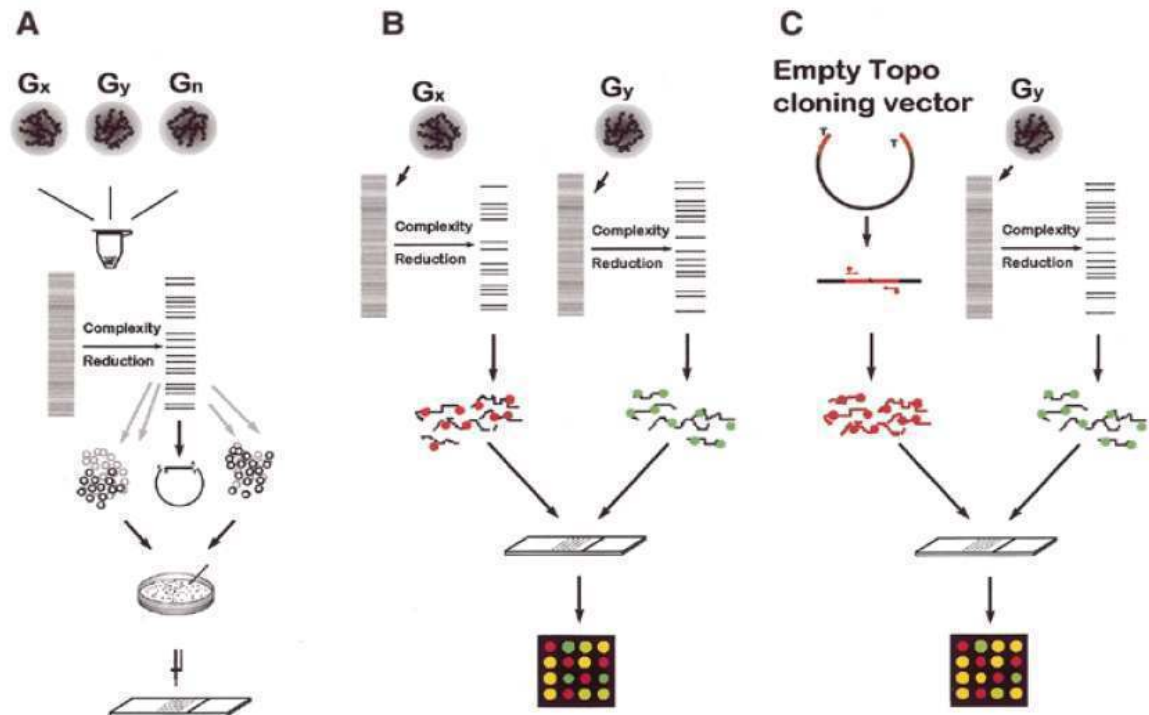 A
Gx
Gy
Gn
Complexity
Reduction
B
Gx
Gy
Complexity
Reduction
Complexity
Reduction
C
Empty Topo
cloning vector
Gy
T
T
Complexity
Reduction